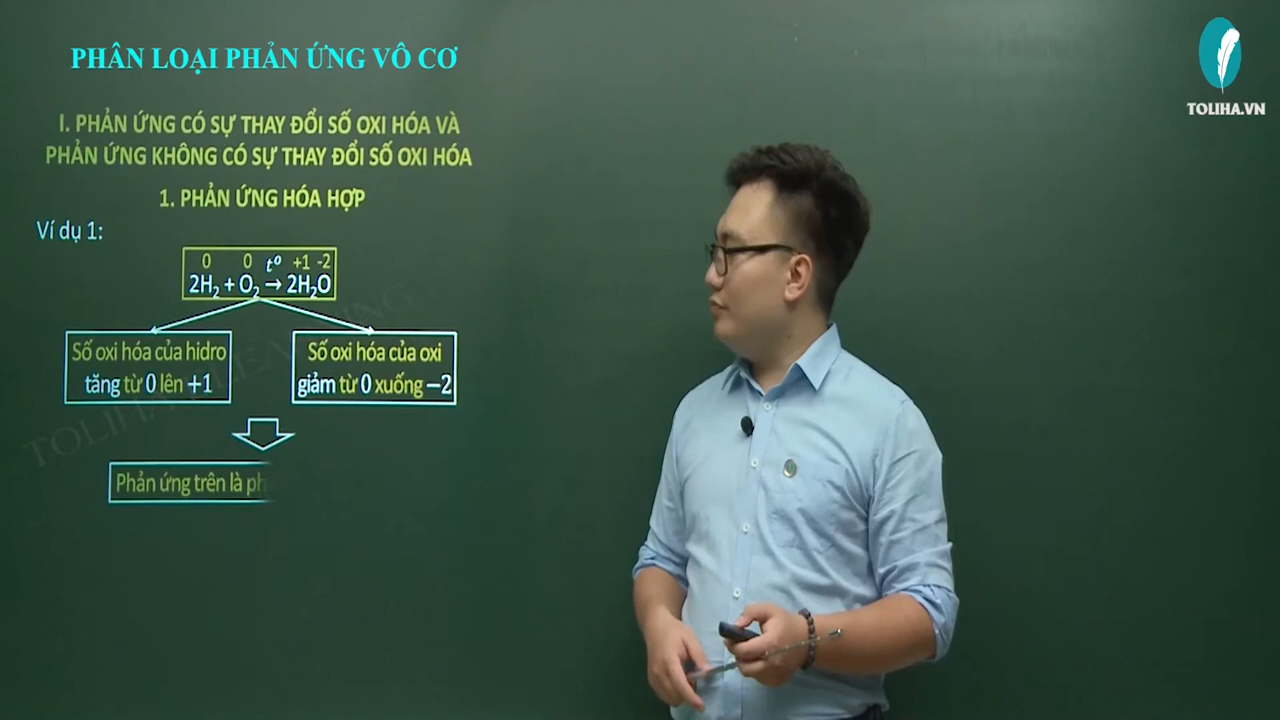 PHÂN LOẠI PHẢN ỨNG VÔ CƠ
TOLIHA.VN
I. PHẢN ỨNG CÓ SỰ THAY ĐỔI SỐ OXI HÓA VÀ
PHẢN ỨNG KHÔNG CÓ SỰ THAY ĐỔI SỐ OXI HÓA
1. PHẢN ỨNG HÓA HỢP
Ví dụ 1:
0 0 tº +1 -2
2H₂ + O₂ → 2H₂O
Số oxi hóa của hidro
tăng từ 0 lên +1
Số oxi hóa của oxi
giảm từ 0 xuống −2
Phản ứng trên là ph